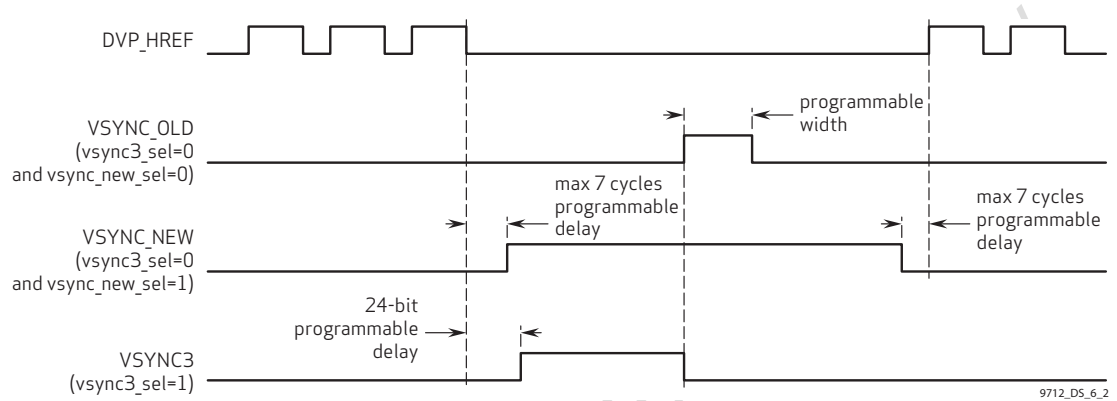 DVP_HREF
VSYNC_OLD
(vsync3_sel=0
and vsync_new_sel=0)
programmable
width
VSYNC_NEW
(vsync3_sel=0
and vsync_new_sel=1)
max 7 cycles
programmable
delay
max 7 cycles
programmable
delay
VSYNC3
(vsync3_sel=1)
24-bit
programmable
delay
9712_DS_6_2